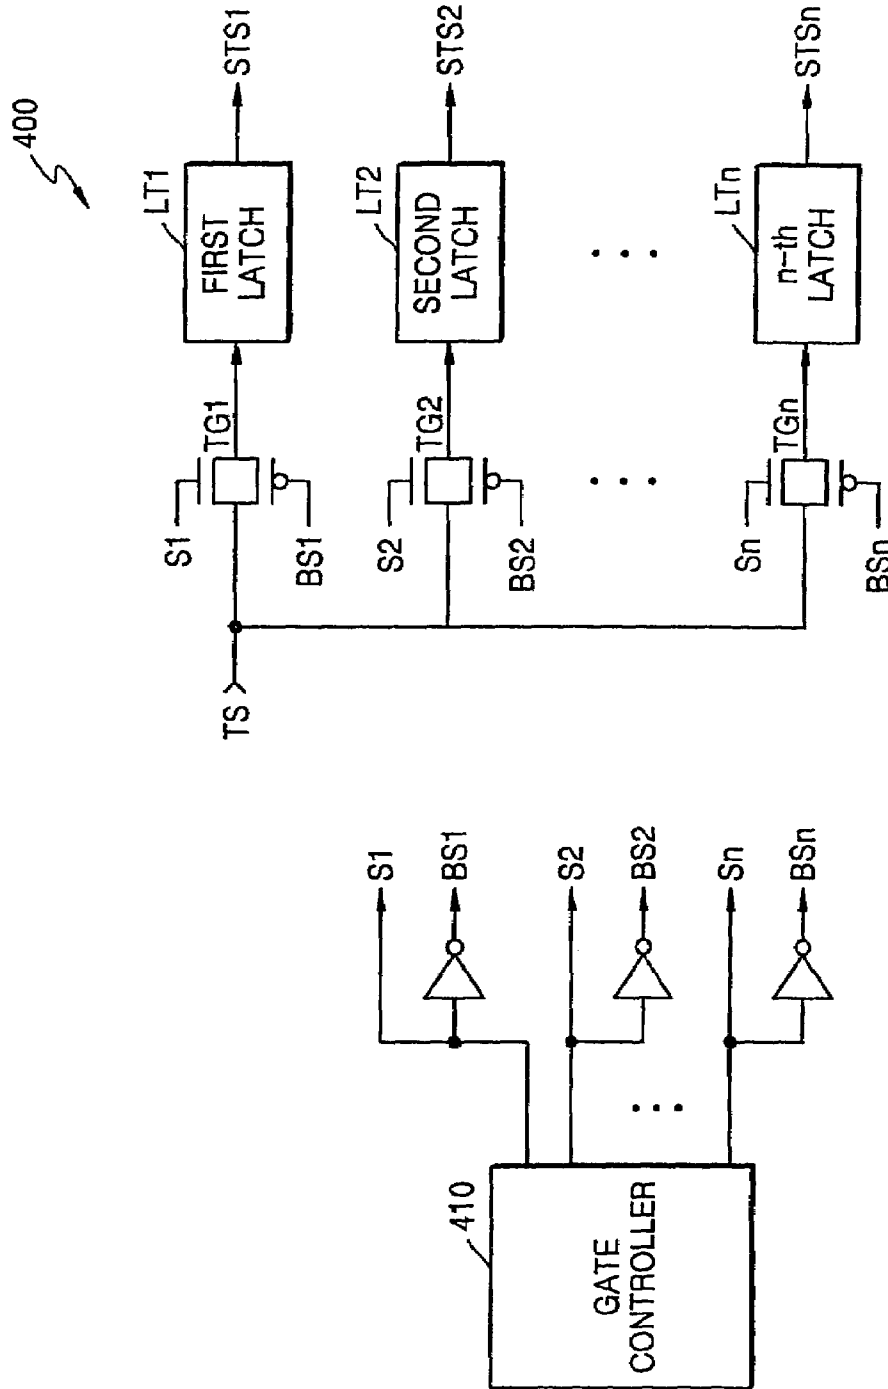 400
TS
S1
BS1
TG1
LT1
FIRST
LATCH
STS1
S2
BS2
TG2
LT2
SECOND
LATCH
STS2
Sn
BSn
TGn
LTn
n-th
LATCH
STSn
410
GATE
CONTROLLER
S1
BS1
S2
BS2
Sn
BSn